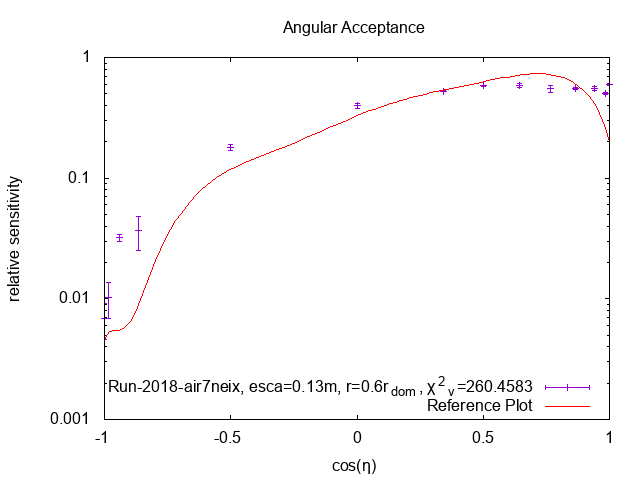 Angular Acceptance
relative sensitivity
1
0.1
0.01
0.001
Run-2018-air7neix, esca=0.13m, r=0.6r_dom, χ²_ν=260.4583
Reference Plot
-1 -0.5 0 0.5 1
cos(η)